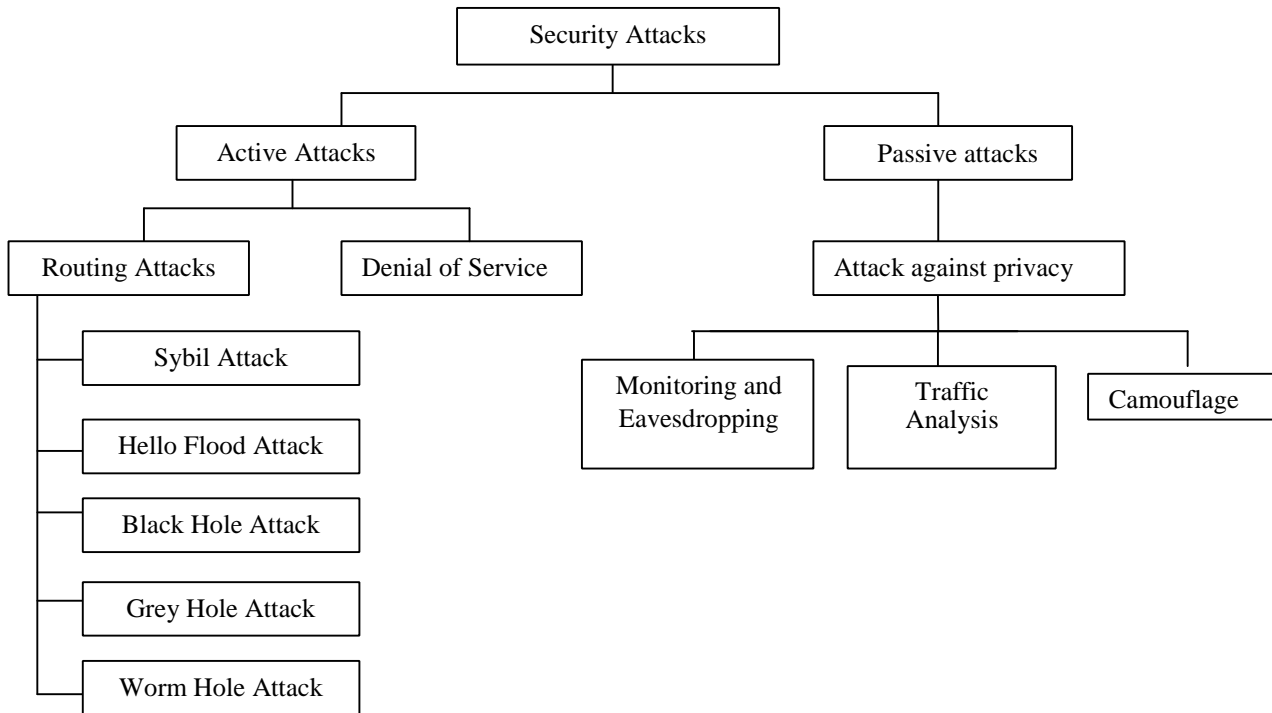 Security Attacks
Active Attacks
Passive attacks
Routing Attacks
Denial of Service
Attack against privacy
Sybil Attack
Hello Flood Attack
Black Hole Attack
Grey Hole Attack
Worm Hole Attack
Monitoring and
Eavesdropping
Traffic
Analysis
Camouflage